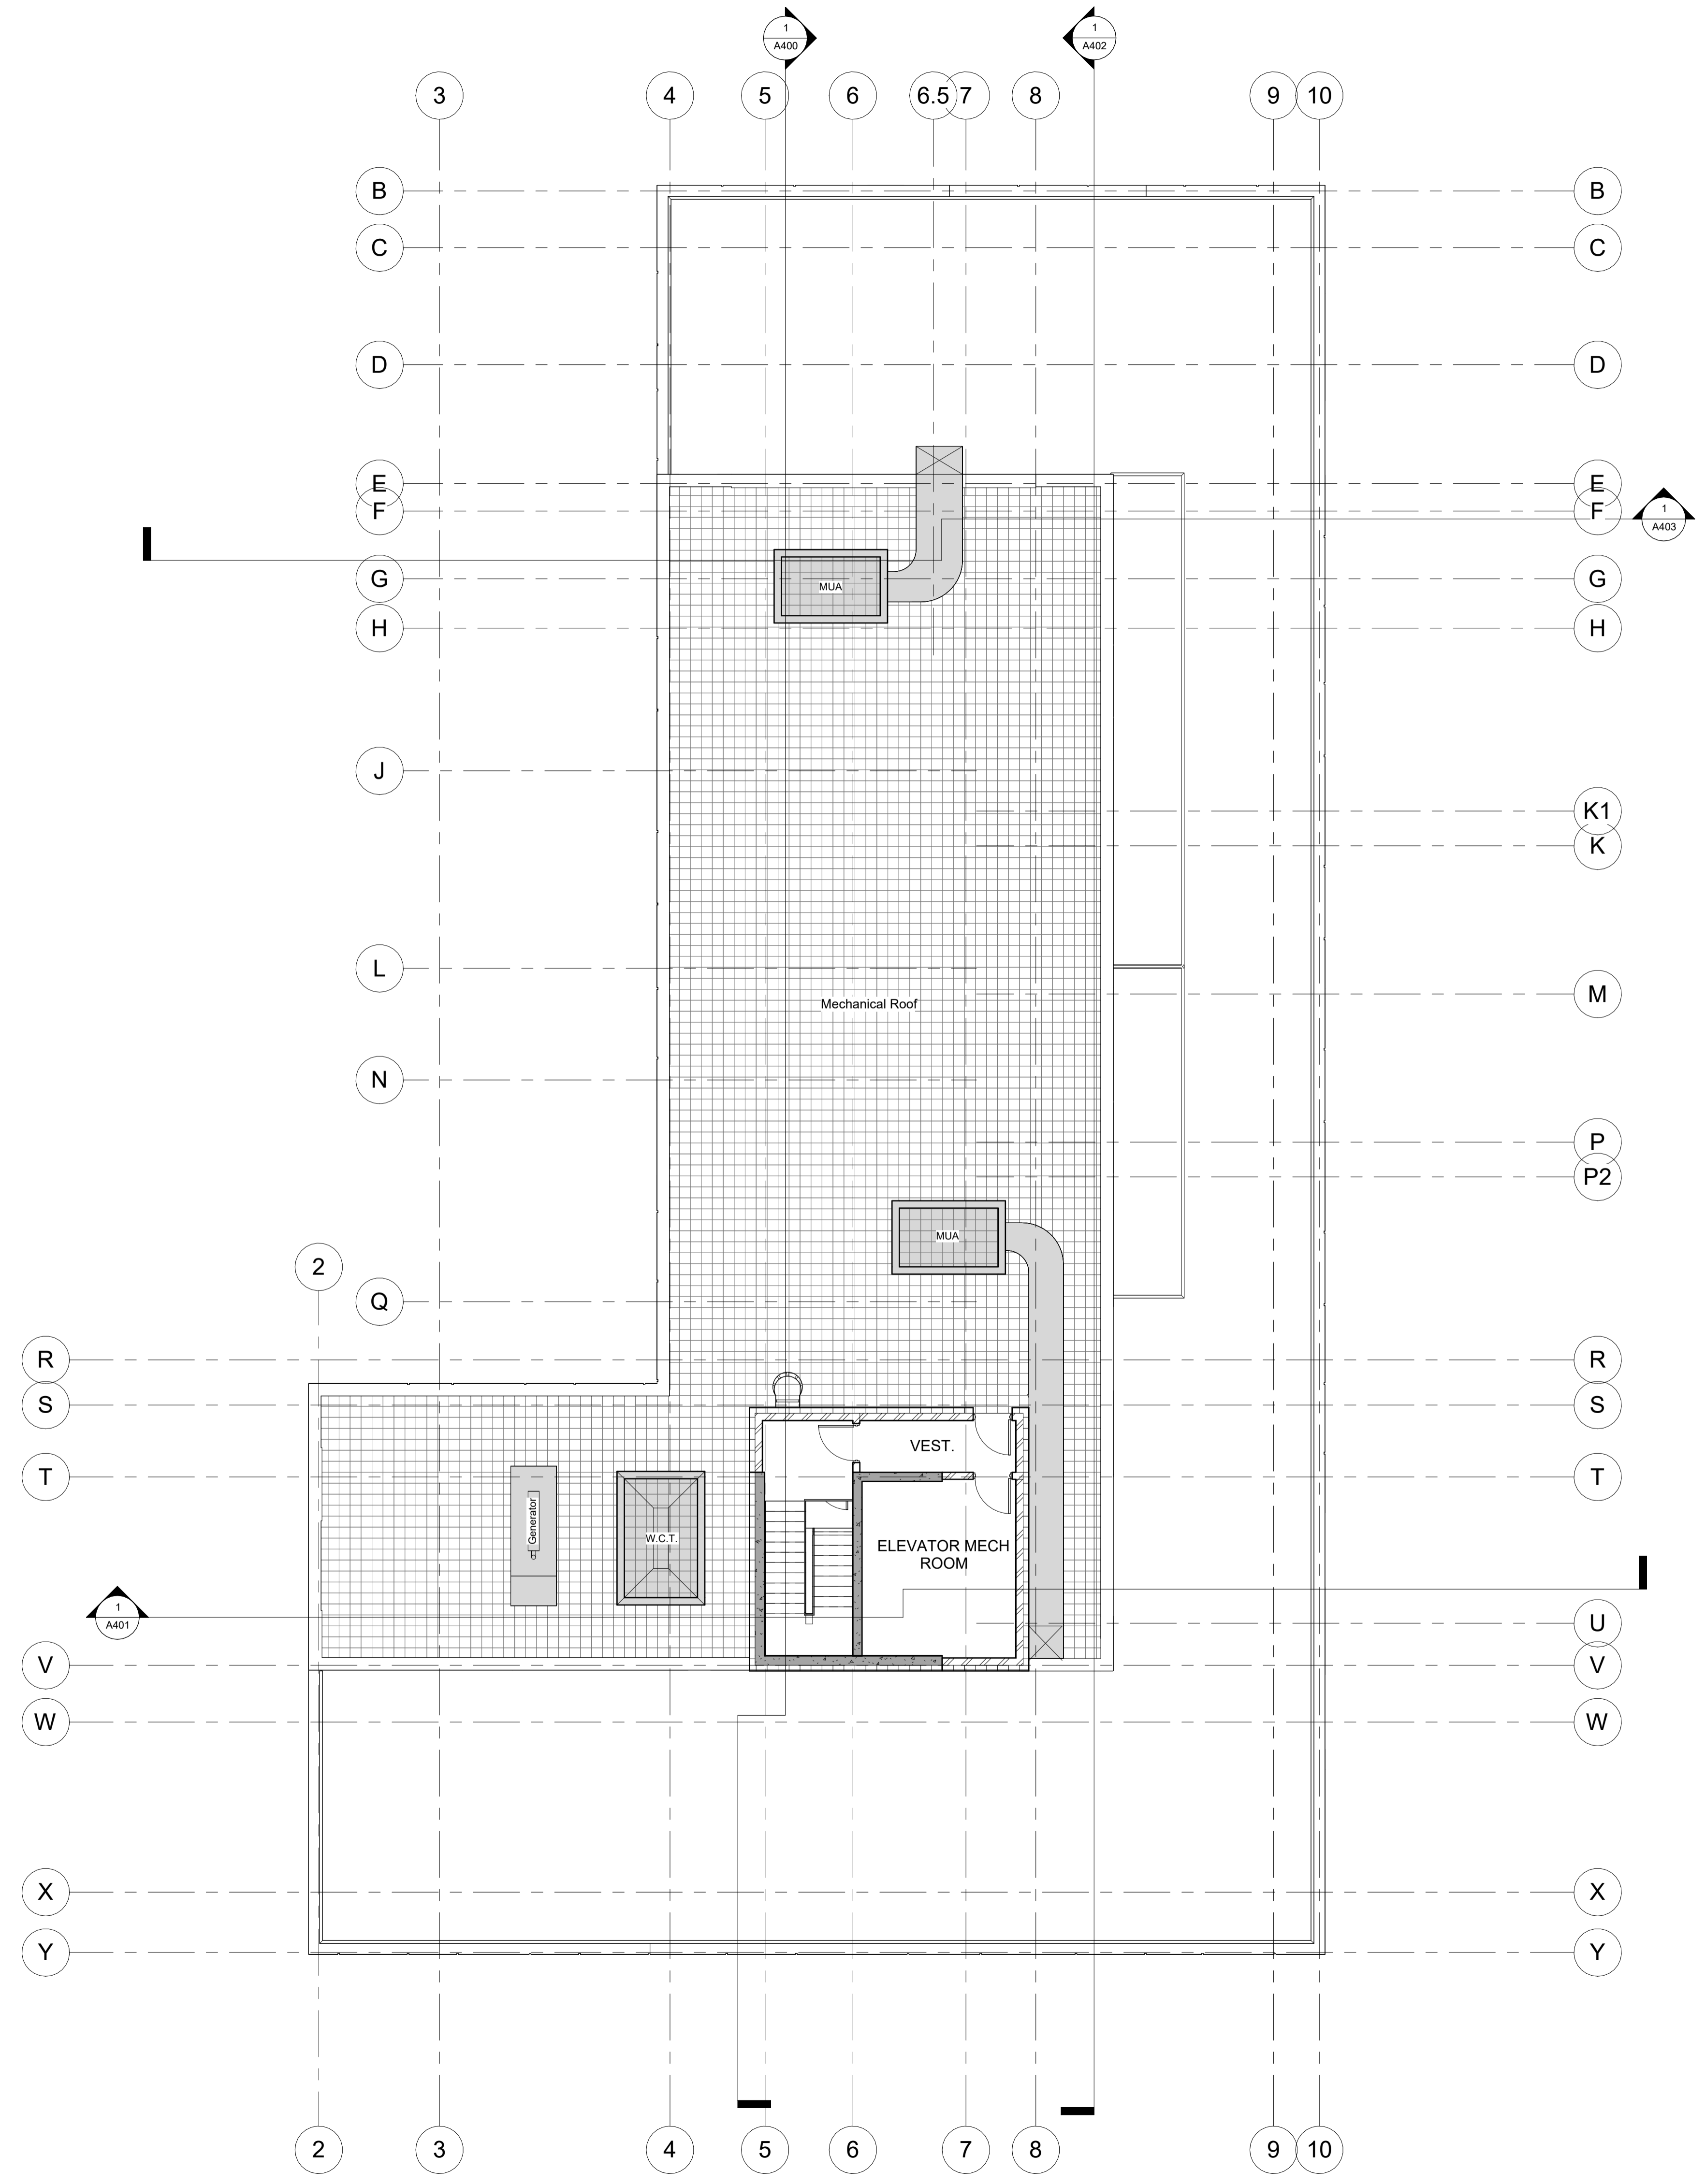 1
A400
1
A402
3
4
5
6
6.5
7
8
9
10
B
B
C
C
D
D
E
E
F
F
1
A403
G
G
MUA
H
H
J
K1
K
L
M
Mechanical Roof
N
P
P2
MUA
2
Q
R
R
S
S
VEST.
T
T
Generator
W.C.T.
ELEVATOR MECH
ROOM
1
A401
U
V
V
W
W
X
X
Y
Y
2
3
4
5
6
7
8
9
10